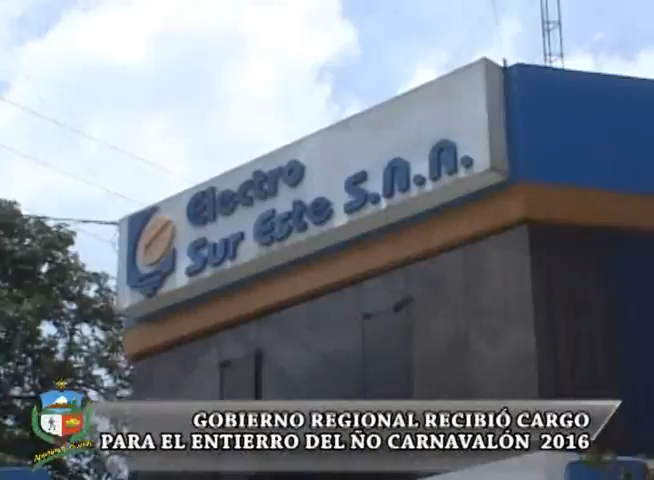 Electro
Sur Este S.A.A.
GOBIERNO REGIONAL RECIBIÓ CARGO
PARA EL ENTIERRO DEL ÑO CARNAVALÓN 2016